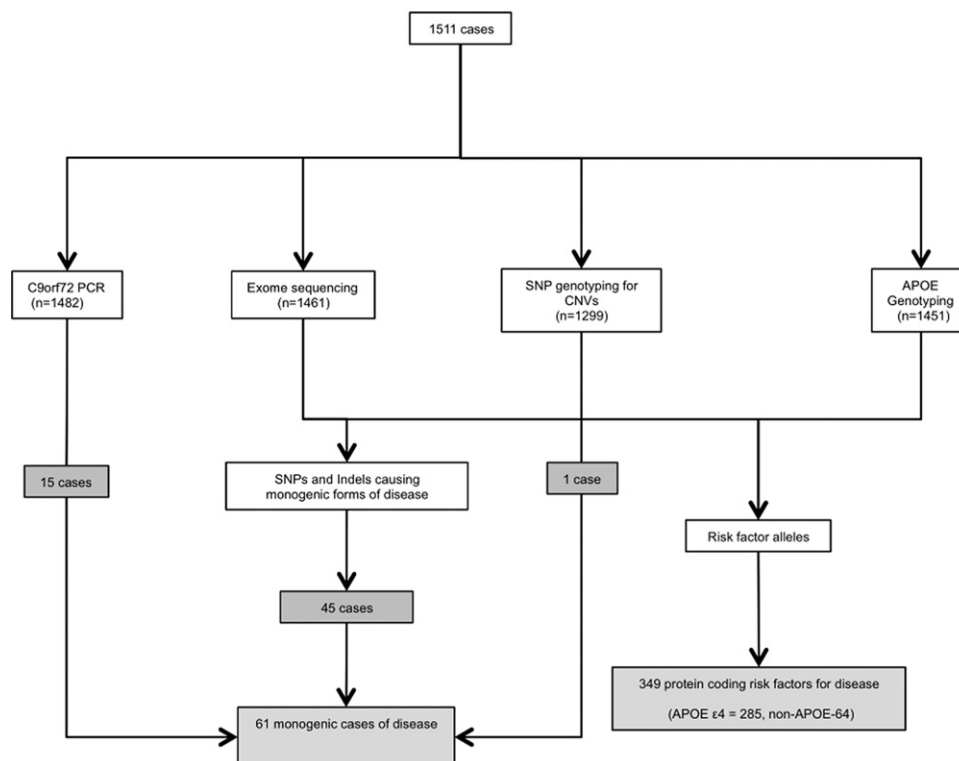 1511 cases
C9orf72 PCR
(n=1482)
Exome sequencing
(n=1461)
SNP genotyping for
CNVs
(n=1299)
APOE
Genotyping
(n=1451)
15 cases
SNPs and Indels causing
monogenic forms of disease
1 case
Risk factor alleles
45 cases
349 protein coding risk factors for disease
(APOE ε4 = 285, non-APOE-64)
61 monogenic cases of disease